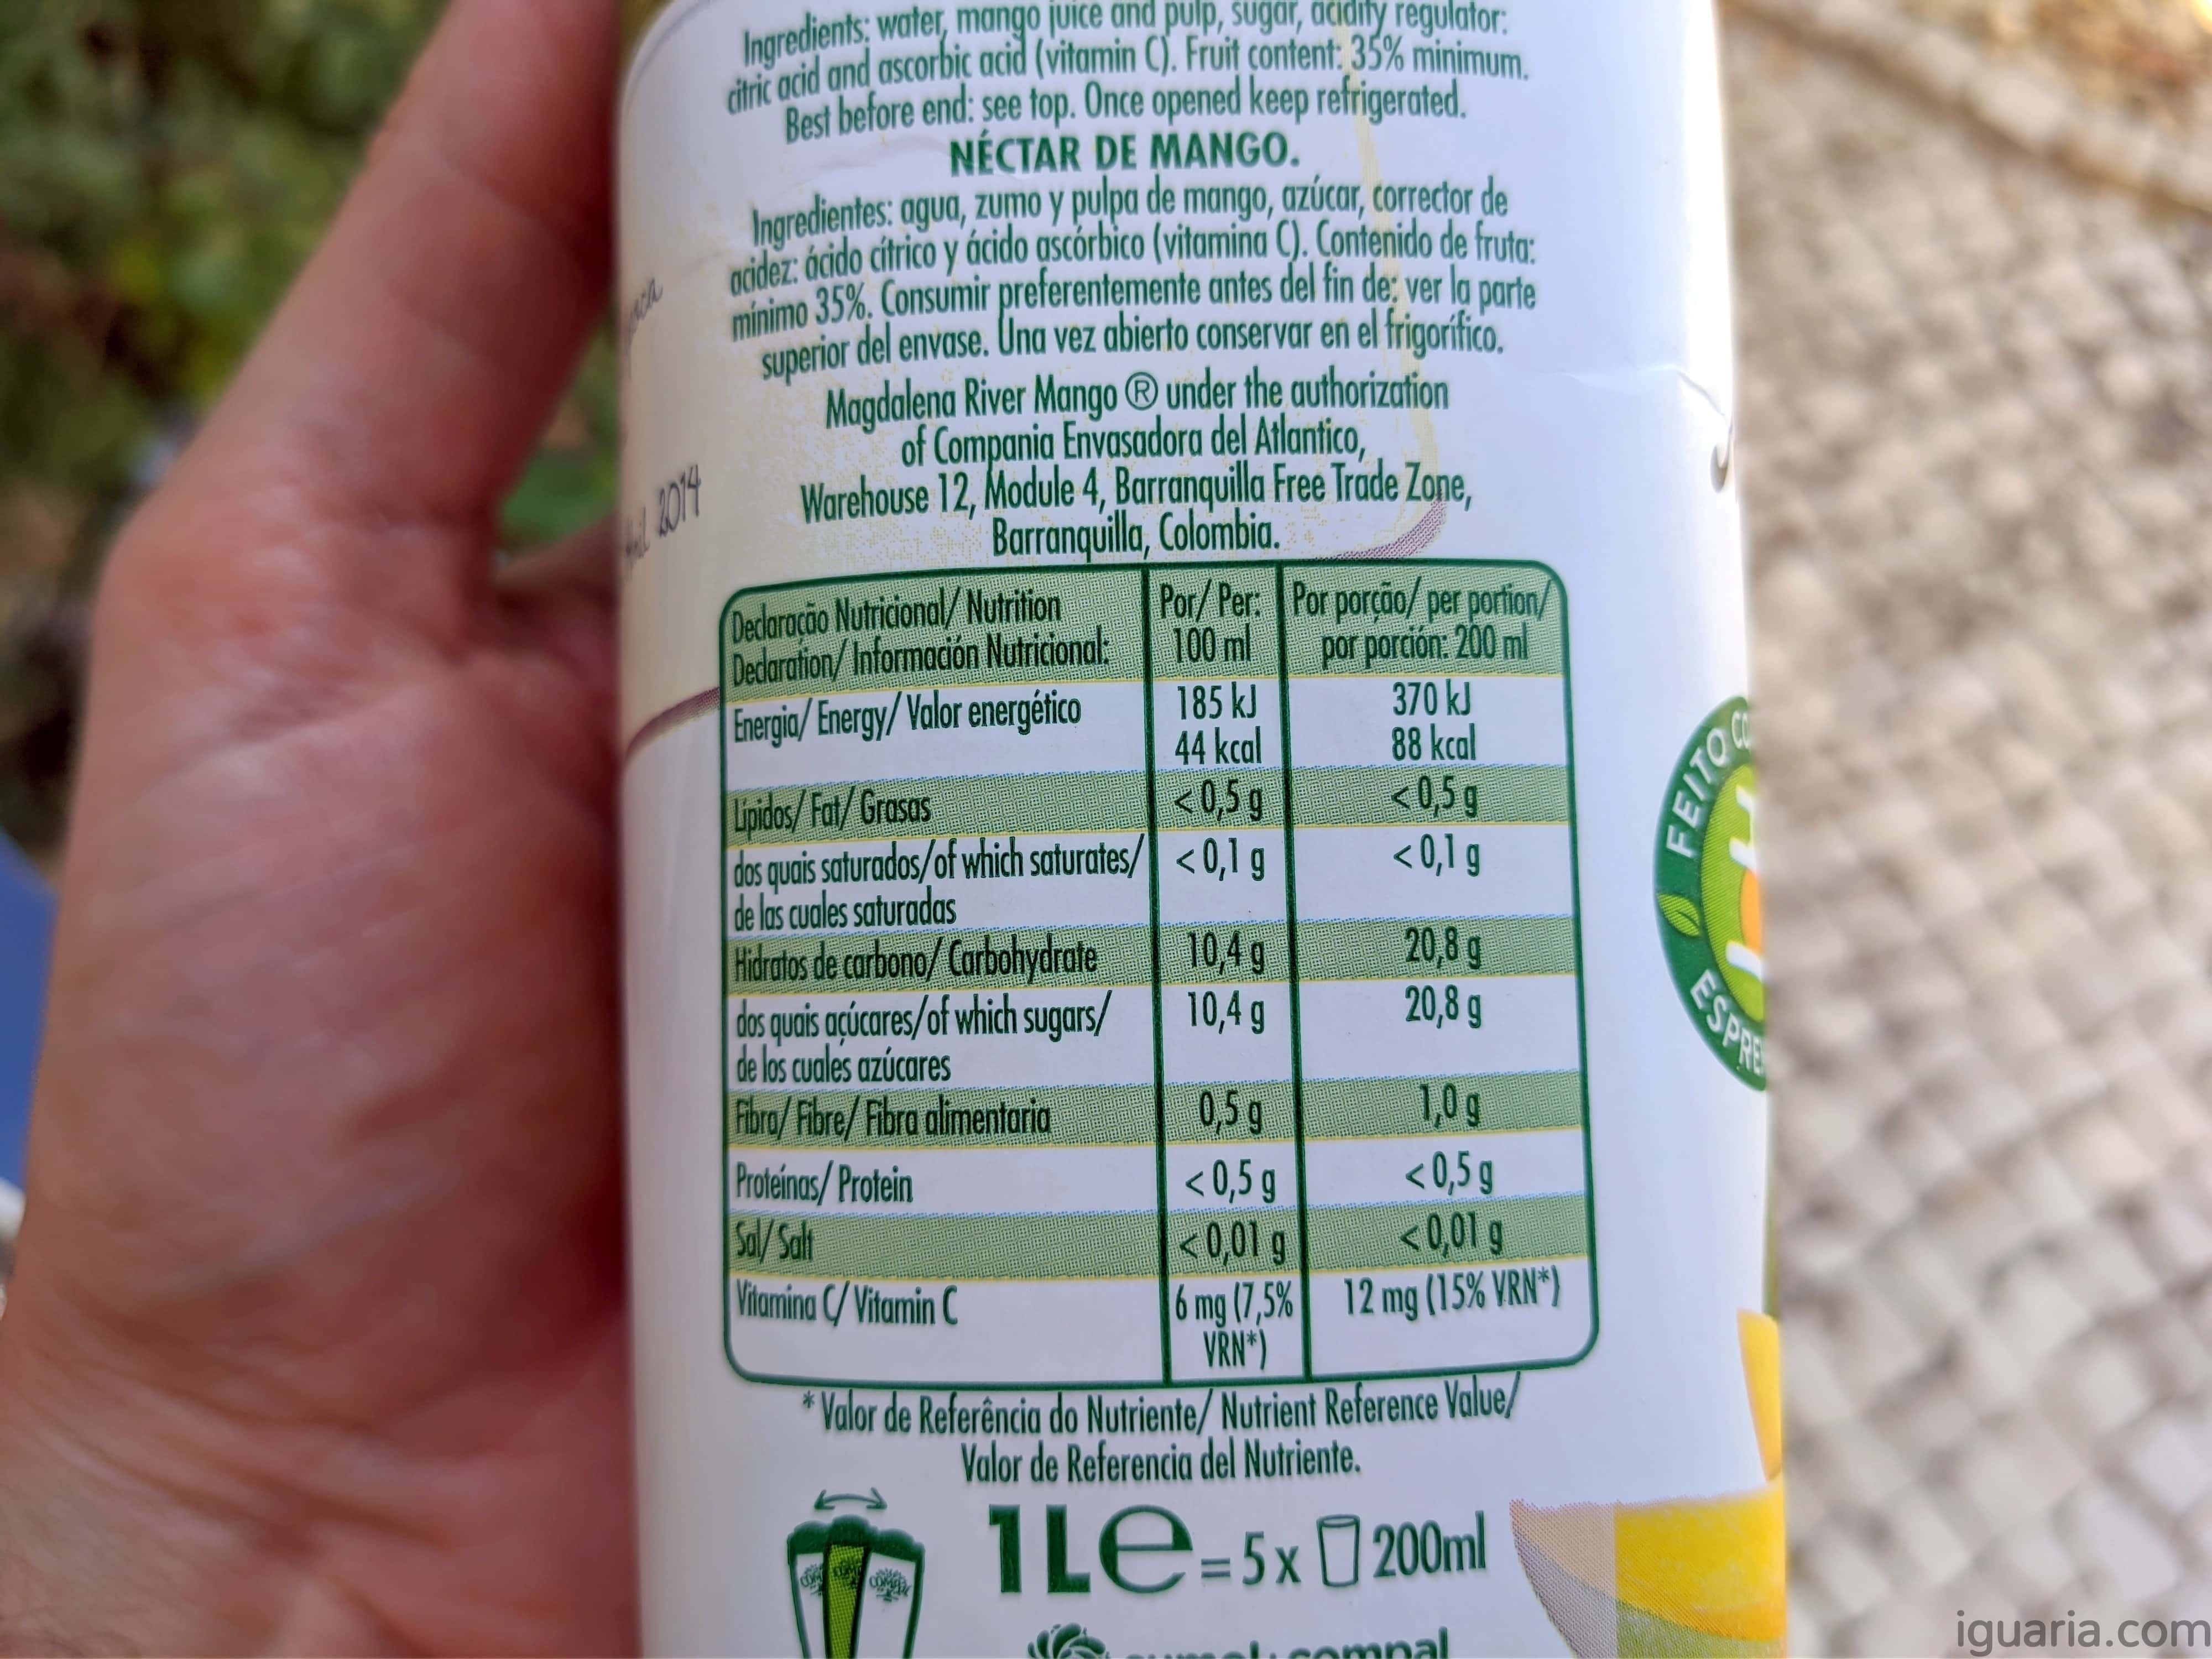 Ingredients: water, mango juice and pulp, sugar, acidify regulator:
citric acid and ascorbic acid (vitamin C). Fruit content: 35% minimum.
Best before end: see top. Once opened keep refrigerated.
NÉCTAR DE MANGO.
Ingredientes: agua, zumo y pulpa de mango, azúcar, corrector de
acidez: ácido cítrico y ácido ascórbico (vitamina C). Contenido de fruta:
mínimo 35%. Consumir preferentemente antes del fin de: ver la parte
superior del envase. Una vez abierto conservar en el frigorífico.
Magdalena River Mango ® under the authorization
of Compania Envasadora del Atlantico,
Warehouse 12, Module 4, Barranquilla Free Trade Zone,
Barranquilla, Colombia.
2014
Declaração Nutricional/ Nutrition
Declaration/ Información Nutricional:
Por/ Per:
100 ml
Por porção/ per portion/
por porción: 200 ml
Energia/ Energy/ Valor energético
185 kJ
44 kcal
370 kJ
88 kcal
Lípidos/ Fat/ Grasas
<0,5 g
<0,5 g
dos quais saturados/of which saturates/
de las cuales saturadas
<0,1 g
<0,1 g
Hidratos de carbono/ Carbohydrate
10,4 g
20,8 g
dos quais açúcares/of which sugars/
de los cuales azúcares
10,4 g
20,8 g
Fibra/ Fibre/ Fibra alimentaria
0,5 g
1,0 g
Proteínas/ Protein
<0,5 g
<0,5 g
Sal/ Salt
<0,01 g
<0,01 g
Vitamina C/ Vitamin C
6 mg (7,5%
VRN*)
12 mg (15% VRN*)
* Valor de Referência do Nutriente/ Nutrient Reference Value/
Valor de Referencia del Nutriente.
1Le=5x 200ml
compal
FEITO
iguaria.com